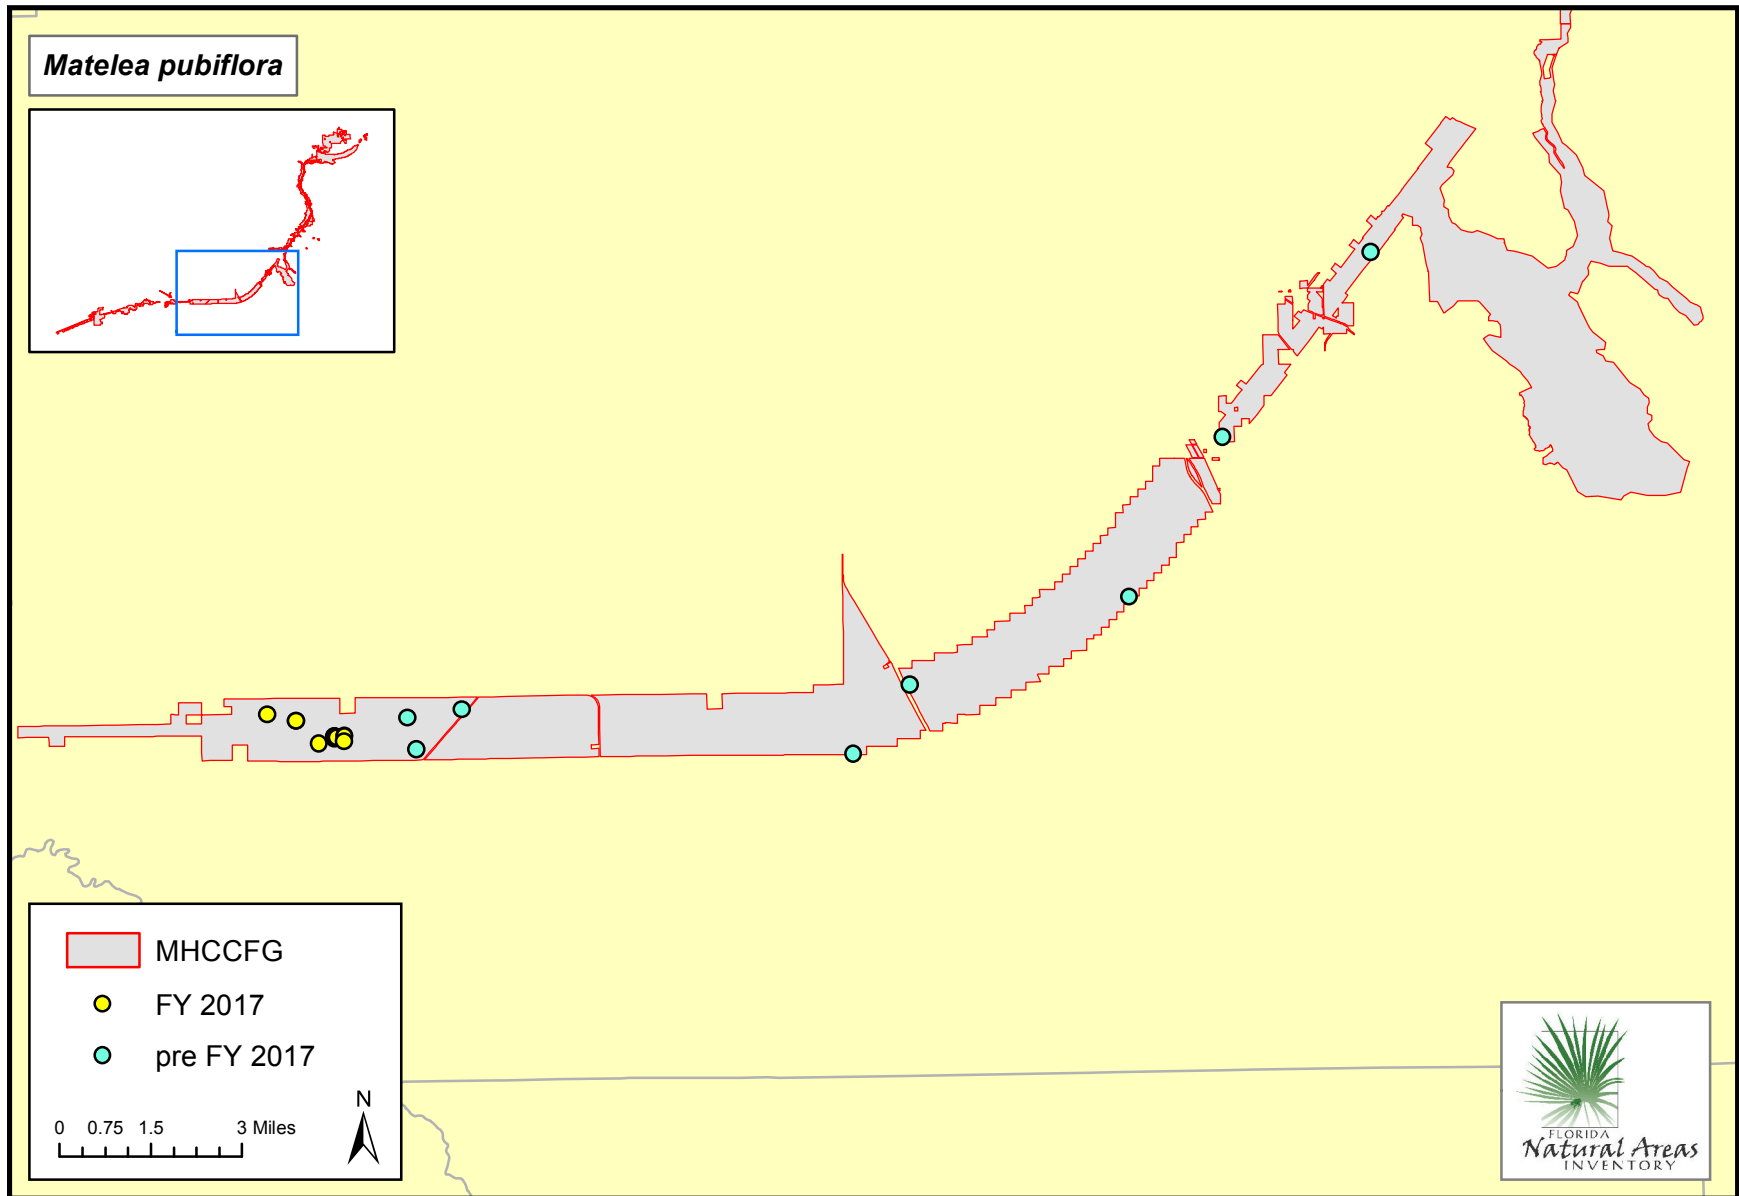 Matelea pubiflora
MHCCFG
FY 2017
pre FY 2017
N
0 0.75 1.5 3 Miles
FLORIDA
Natural Areas
INVENTORY